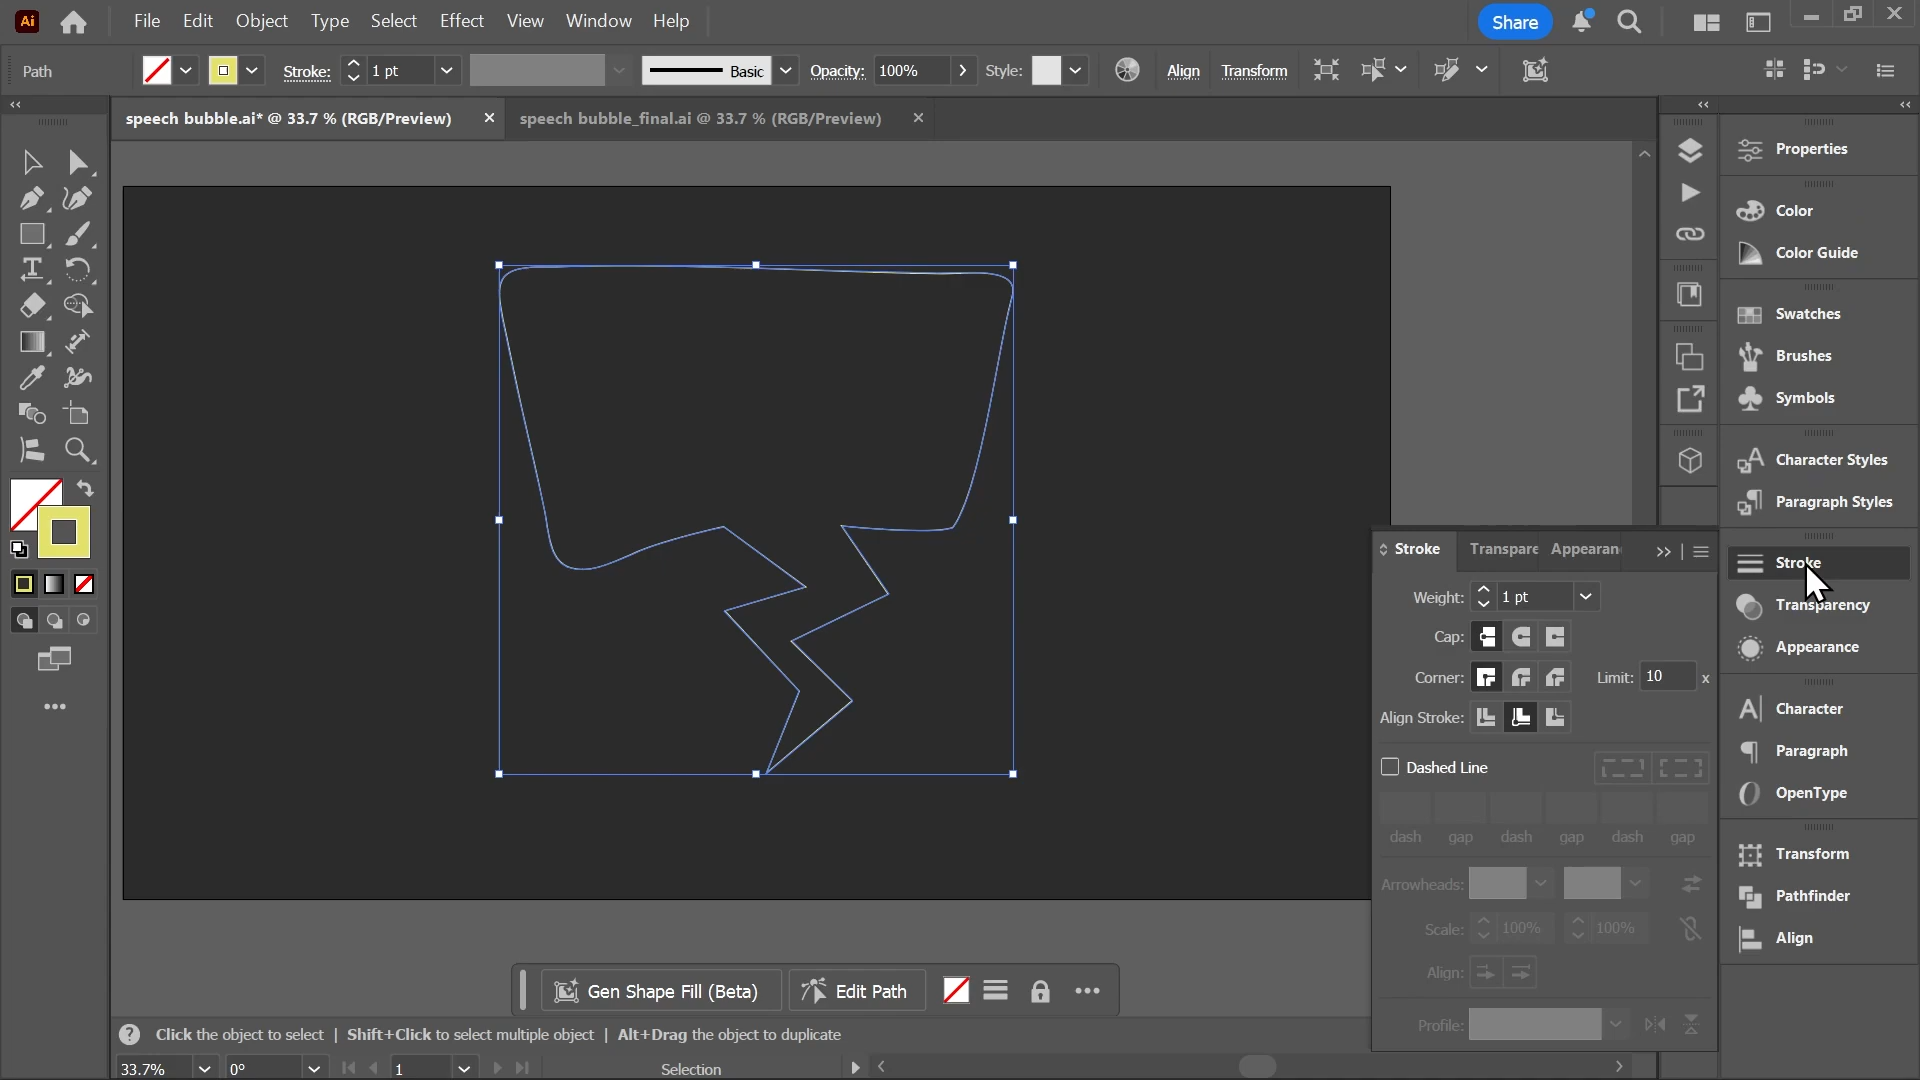 Ai File Edit Object Type Select Effect View Window Help Share
Path Stroke: 1 pt Basic Opacity: 100% Style: Align Transform
speech bubble.ai* @ 33.7 % (RGB/Preview) speech bubble_final.ai @ 33.7 % (RGB/Preview)
Properties
Color
Color Guide
Swatches
Brushes
Symbols
Character Styles
Paragraph Styles
Stroke
Transparency
Appearance
Character
Paragraph
OpenType
Transform
Pathfinder
Align
Stroke Transpare Appearan
Weight: 1 pt
Cap:
Corner: Limit: 10 x
Align Stroke:
Dashed Line
dash gap dash gap dash gap
Arrowheads:
Scale: 100% 100%
Align:
Profile:
Gen Shape Fill (Beta) Edit Path
Click the object to select | Shift+Click to select multiple object | Alt+Drag the object to duplicate
33.7% 0° 1 Selection